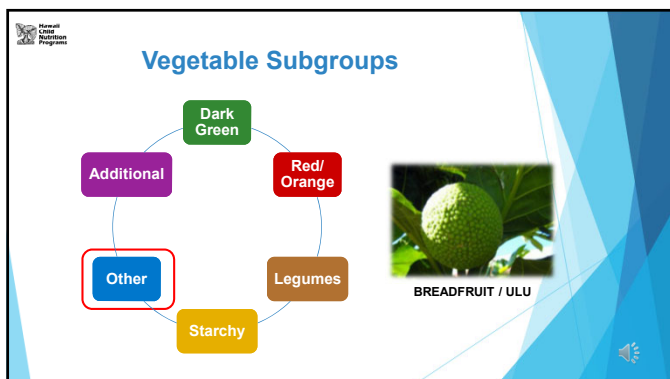 Hawaii
Child
Nutrition
Programs
Vegetable Subgroups
Dark
Green
Additional
Red/
Orange
Other
Legumes
Starchy
BREADFRUIT / ULU